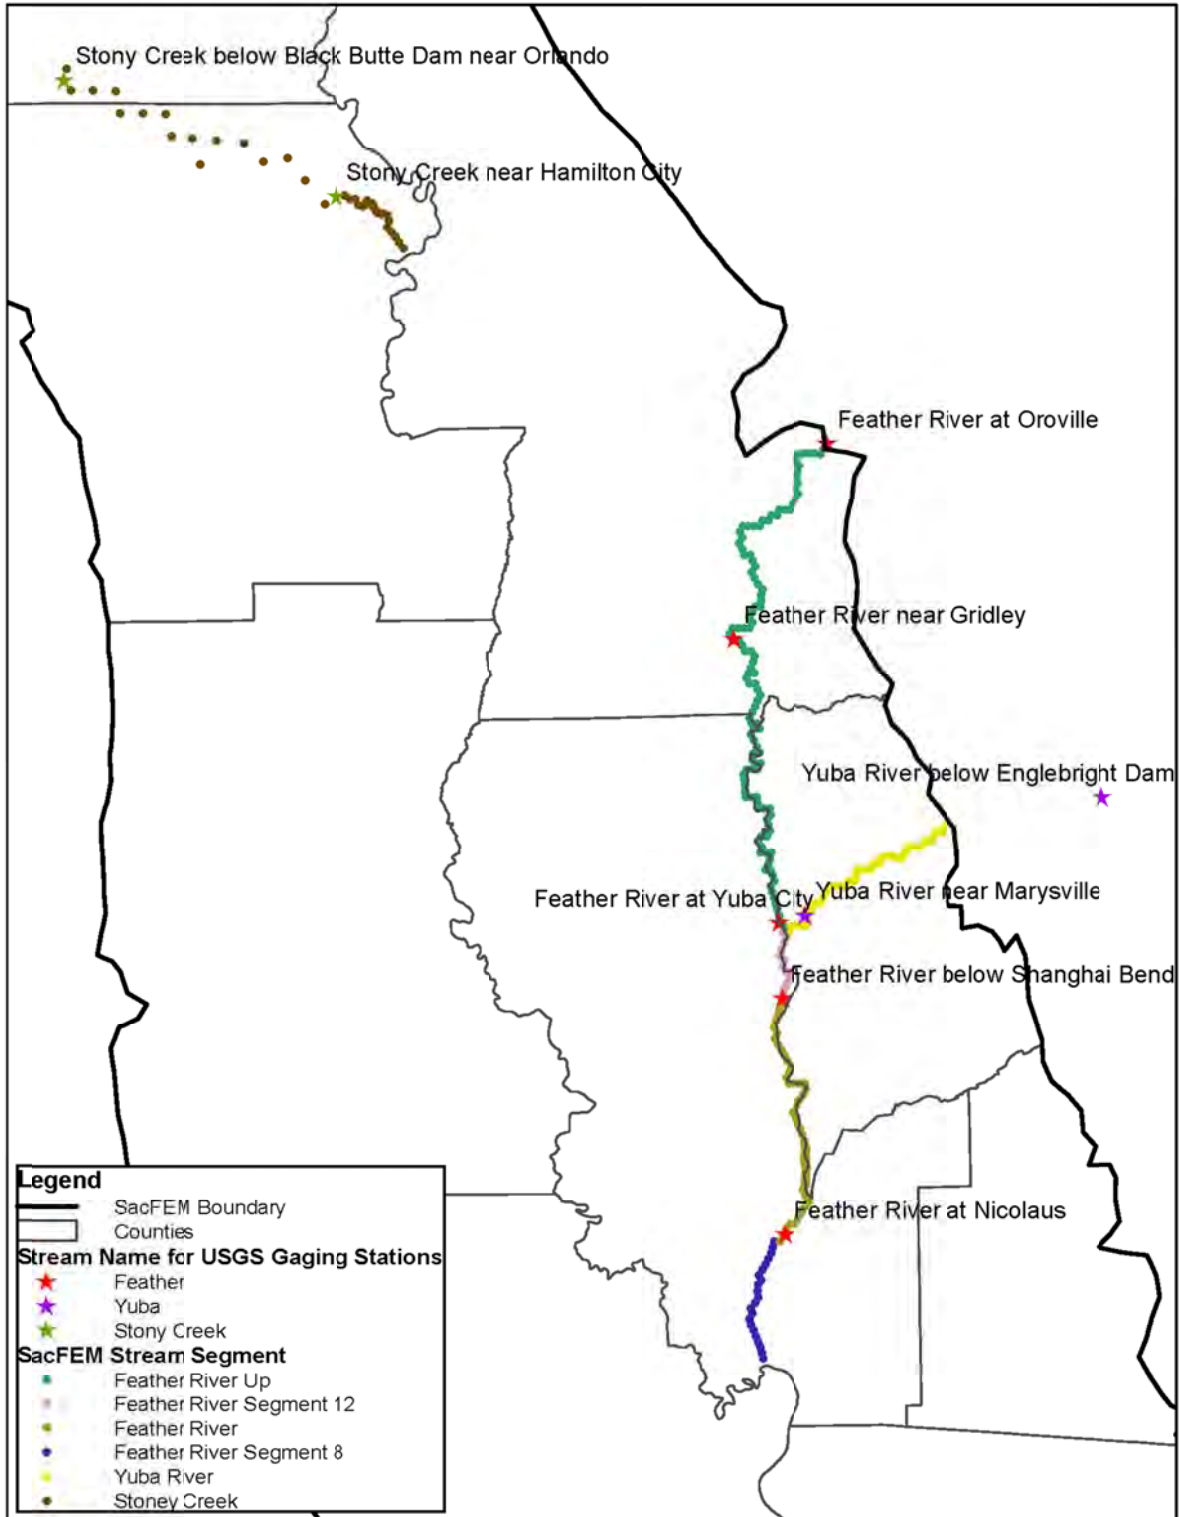 Stony Creek below Black Butte Dam near Orlando
Stony Creek near Hamilton City
Feather River at Oroville
Feather River near Gridley
Yuba River below Englebright Dam
Feather River at Yuba City
Yuba River near Marysville
Feather River below Shanghai Bend
Feather River at Nicolaus
Legend
SacFEM Boundary
Counties
Stream Name for USGS Gaging Stations
Feather
Yuba
Stony Creek
SacFEM Stream Segment
Feather River Up
Feather River Segment 12
Feather River
Feather River Segment 8
Yuba River
Stoney Creek